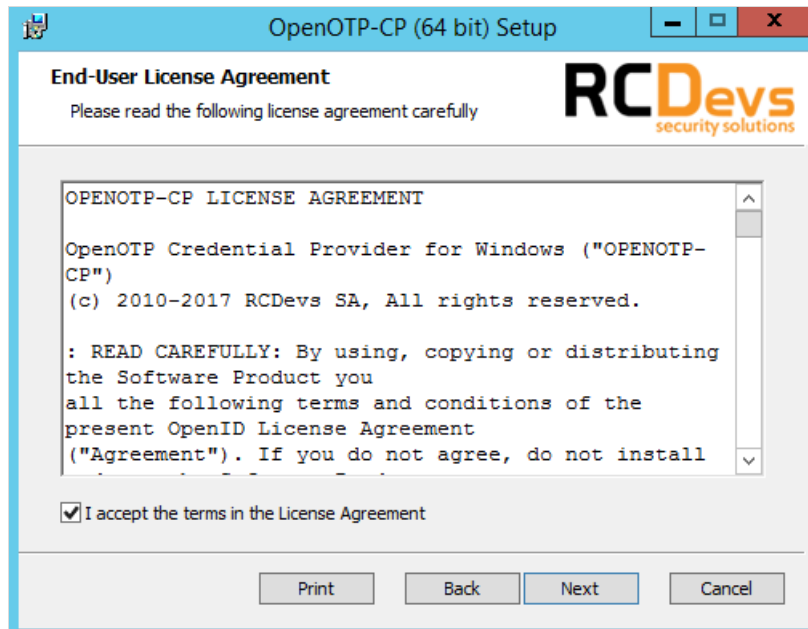 OpenOTP-CP (64 bit) Setup
End-User License Agreement
Please read the following license agreement carefully
RCDevs
security solutions
OPENOTP-CP LICENSE AGREEMENT
OpenOTP Credential Provider for Windows ("OPENOTP-
CP")
(c) 2010-2017 RCDevs SA, All rights reserved.
: READ CAREFULLY: By using, copying or distributing
the Software Product you
all the following terms and conditions of the
present OpenID License Agreement
("Agreement"). If you do not agree, do not install
I accept the terms in the License Agreement
Print
Back
Next
Cancel